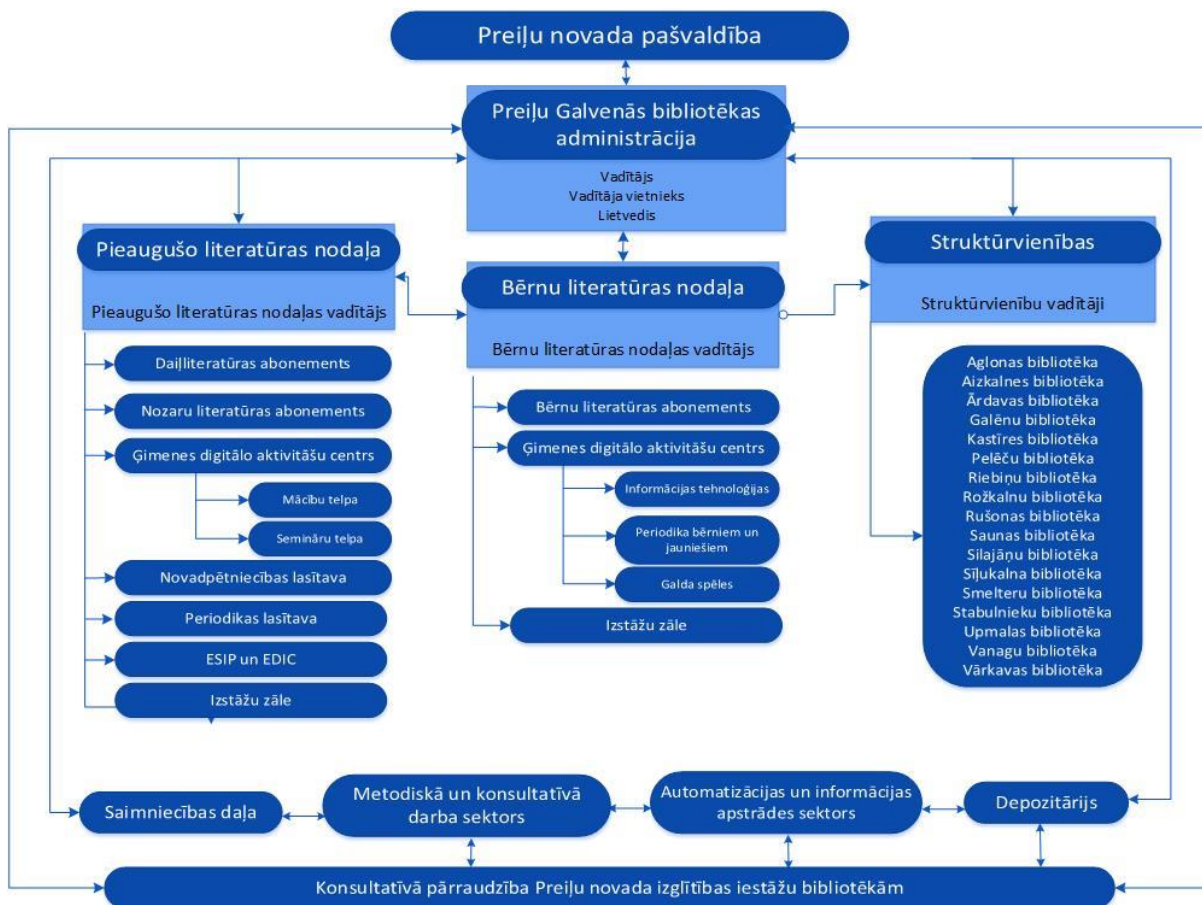 Preiļu novada pašvaldība
Preiļu Galvenās bibliotēkas
administrācija
Vadītājs
Vadītāja vietnieks
Lietvedis
Pieaugušo literatūras nodaļa
Pieaugušo literatūras nodaļas vadītājs
Daiļliteratūras abonements
Nozaru literatūras abonements
Ģimenes digitālo aktivitāšu centrs
Mācību telpa
Semināru telpa
Novadpētniecības lasītava
Periodikas lasītava
ESIP un EDIC
Izstāžu zāle
Bērnu literatūras nodaļa
Bērnu literatūras nodaļas vadītājs
Bērnu literatūras abonements
Ģimenes digitālo aktivitāšu centrs
Informācijas tehnoloģijas
Periodika bērniem un
jauniešiem
Galda spēles
Izstāžu zāle
Struktūrvienības
Struktūrvienību vadītāji
Aglonas bibliotēka
Aizkalnes bibliotēka
Ārdavas bibliotēka
Galēnu bibliotēka
Kastīres bibliotēka
Pelēču bibliotēka
Riebiņu bibliotēka
Rožkalnu bibliotēka
Rušonas bibliotēka
Saunas bibliotēka
Silajāņu bibliotēka
Sīļukalna bibliotēka
Smelteru bibliotēka
Stabulnieku bibliotēka
Upmalas bibliotēka
Vanagu bibliotēka
Vārkavas bibliotēka
Saimniecības daļa
Metodiskā un konsultatīvā
darba sektors
Automatizācijas un informācijas
apstrādes sektors
Depozitārijs
Konsultatīvā pārraudzība Preiļu novada izglītības iestāžu bibliotēkām